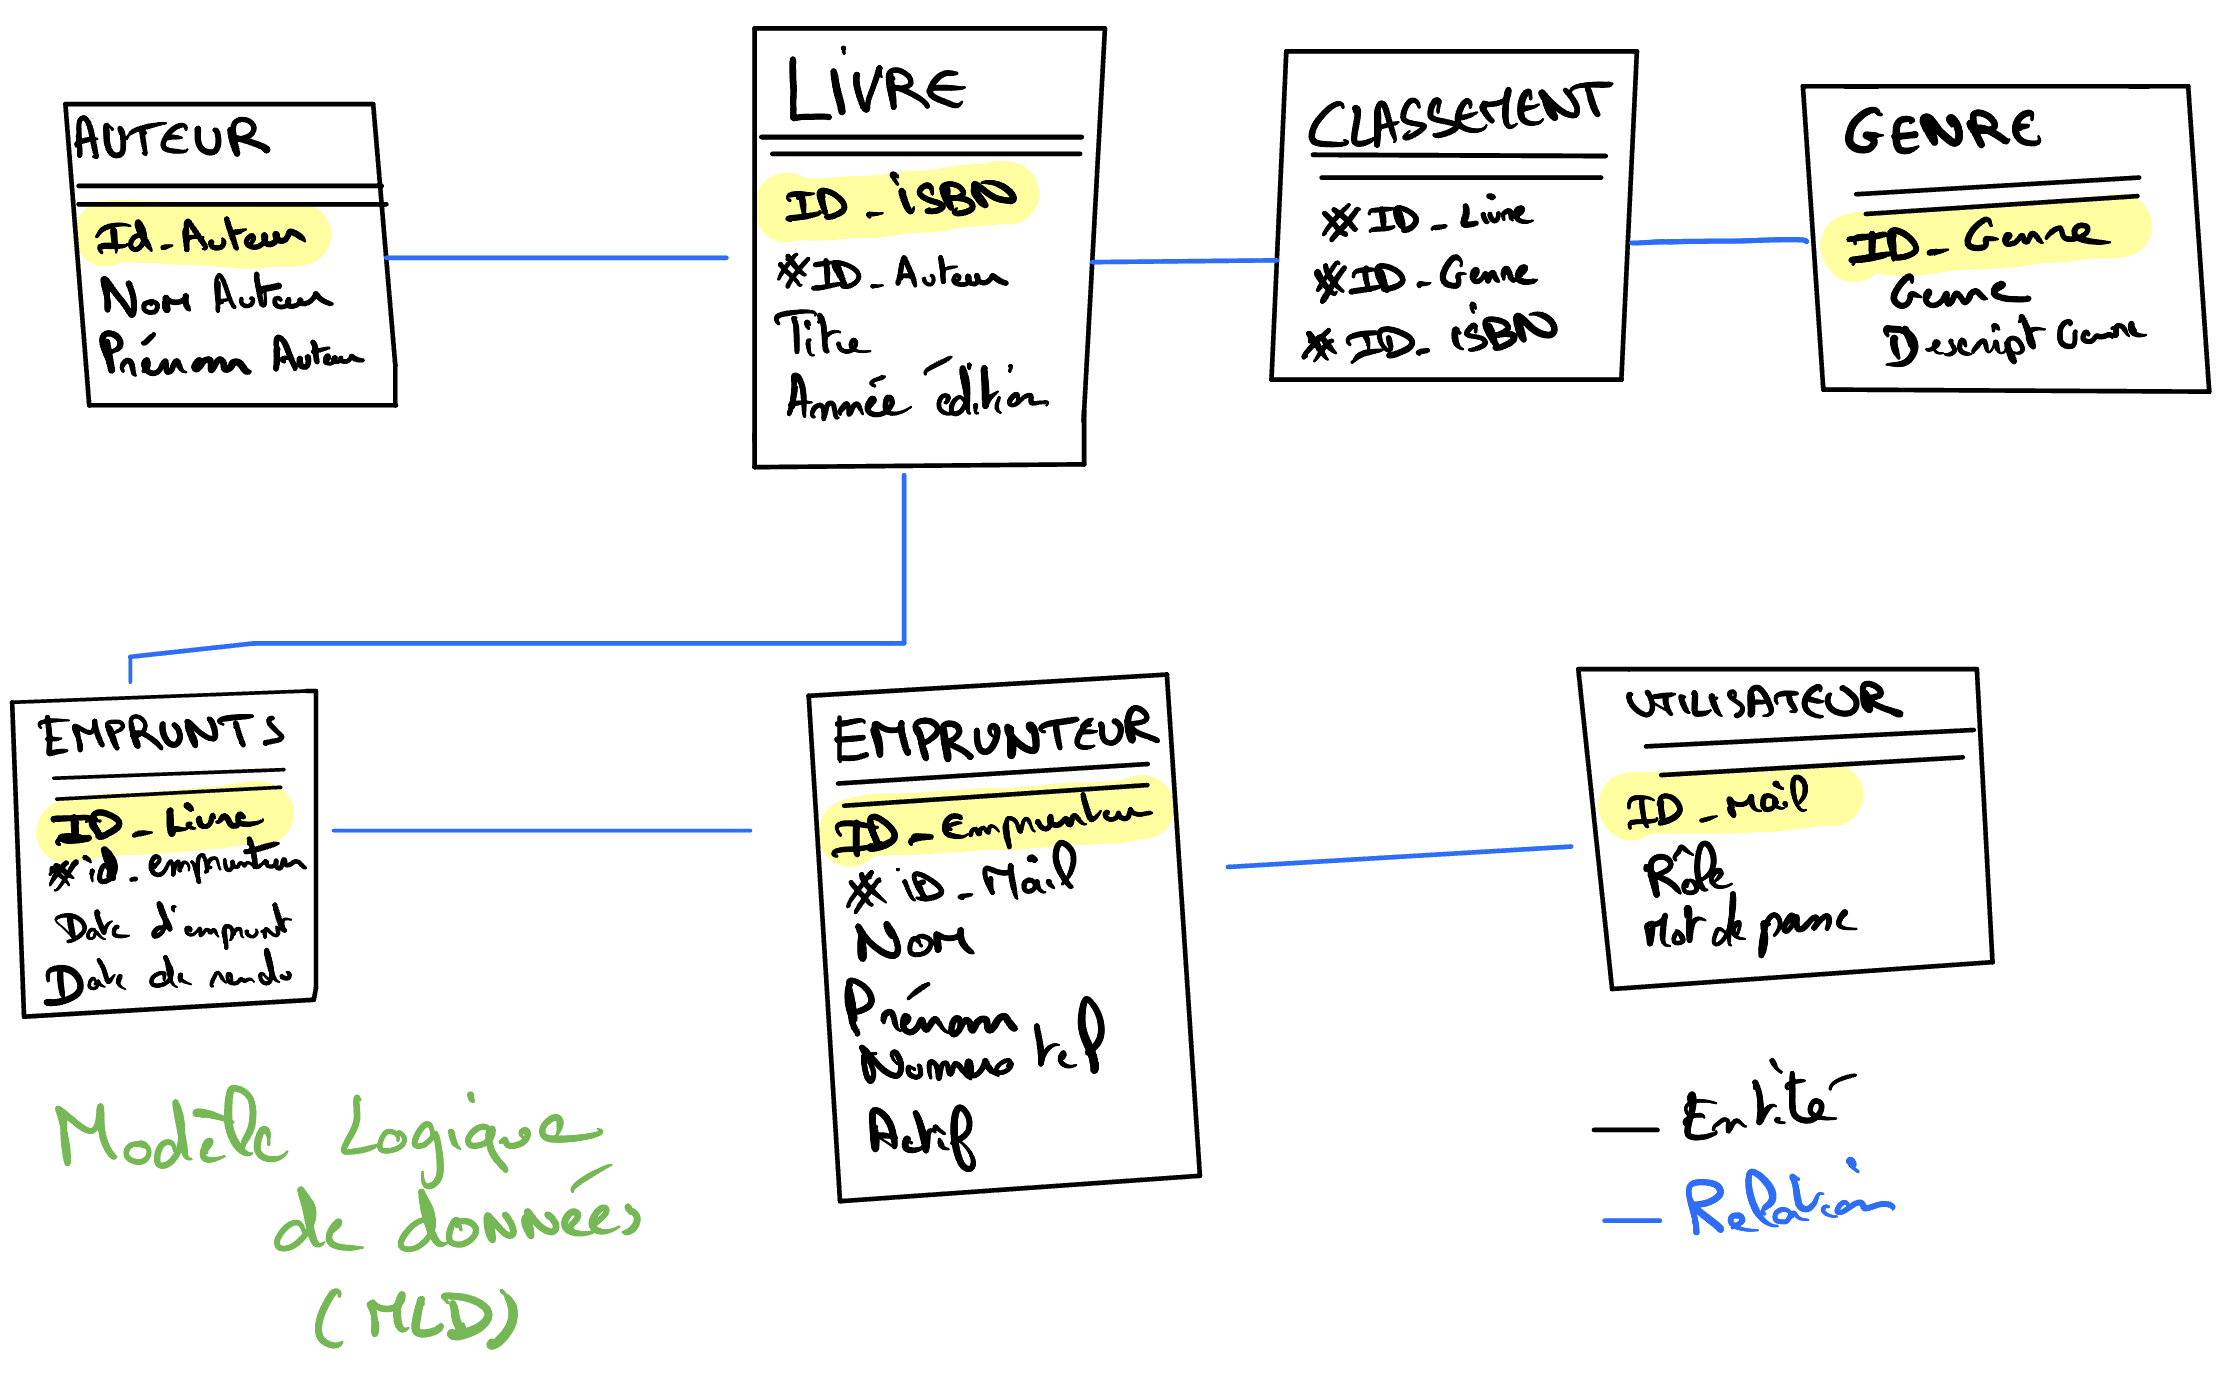 AUTEUR
Id_Auteur
Nom Auteur
Prénom Auteur
LIVRE
ID_ISBN
#ID_Auteur
Titre
Année édition
CLASSEMENT
#ID_Livre
#ID_Genre
#ID_ISBN
GENRE
ID_Genre
Genre
Descript Genre
EMPRUNTS
ID_Livre
#id_emprunteur
Date d'emprunt
Date de rendu
EMPRUNTEUR
ID_Emprunteur
#ID_Mail
Nom
Prénom
Numero tel
Actif
UTILISATEUR
ID_Mail
Rôle
Mot de passe
Modèle Logique
de données
(MLD)
Entité
Relation